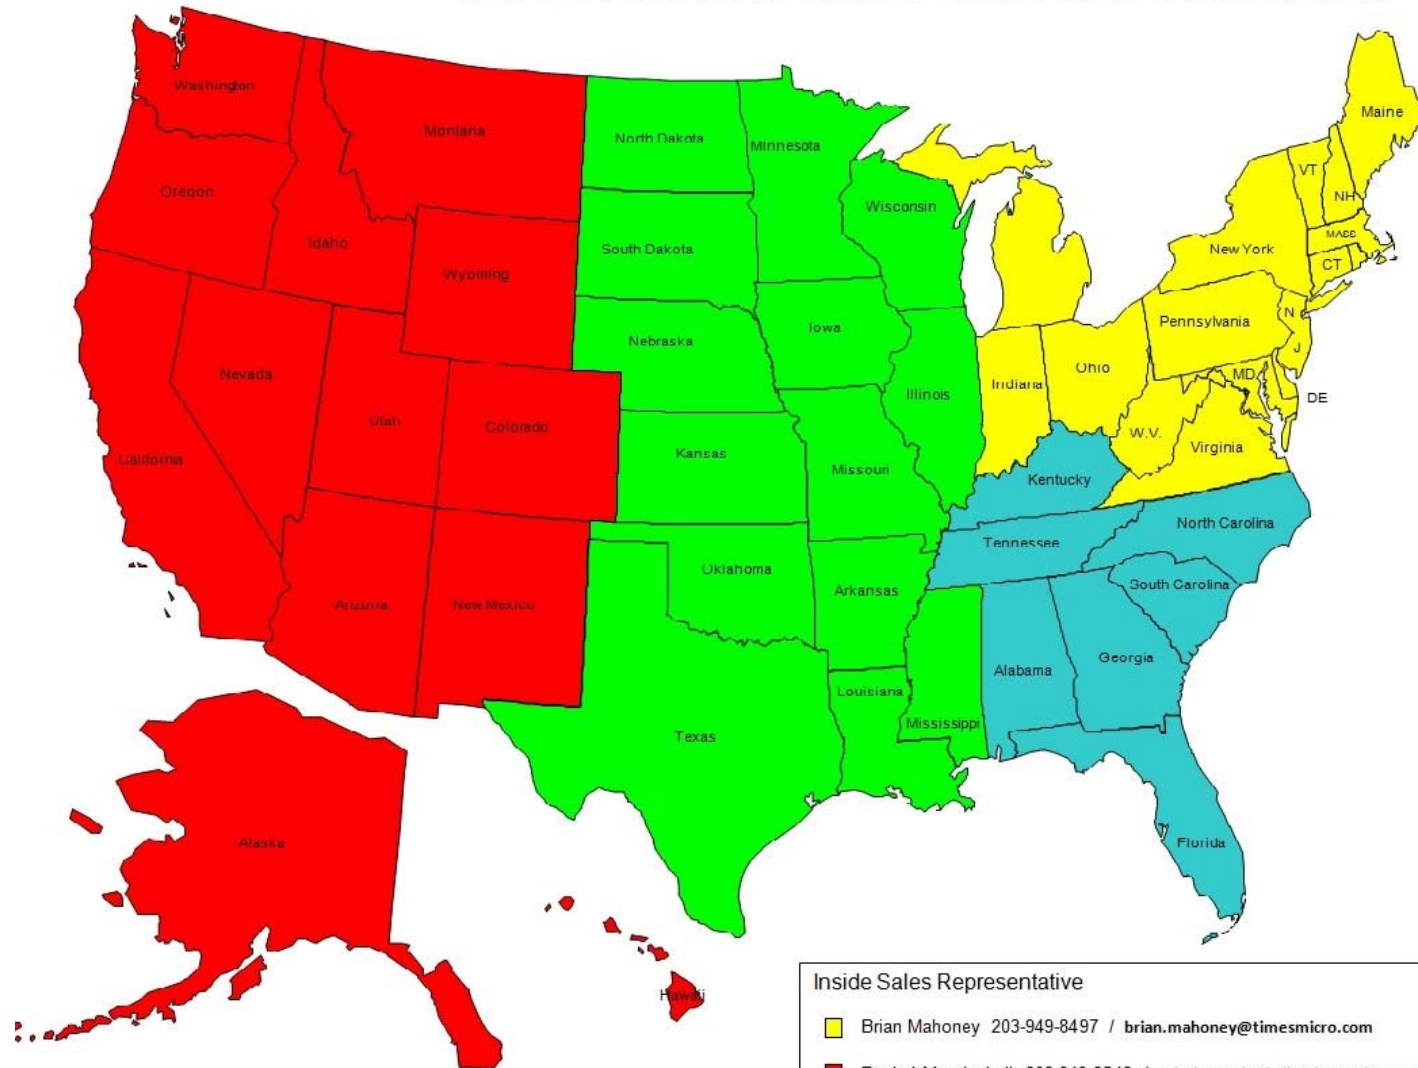 Washington
Montana
North Dakota
Minnesota
Maine
VT
NH
Oregon
Idaho
Wisconsin
MASS
New York
South Dakota
CT
Wyoming
Pennsylvania
N
J
Iowa
Nebraska
Ohio
MD
Nevada
Indiana
Illinois
DE
Utah
Colorado
W.V.
Virginia
California
Kansas
Missouri
Kentucky
North Carolina
Tennessee
Oklahoma
South Carolina
Arizona
New Mexico
Arkansas
Georgia
Alabama
Louisiana
Mississippi
Texas
Alaska
Florida
Hawaii
Inside Sales Representative
Brian Mahoney 203-949-8497 / brian.mahoney@timesmicro.com